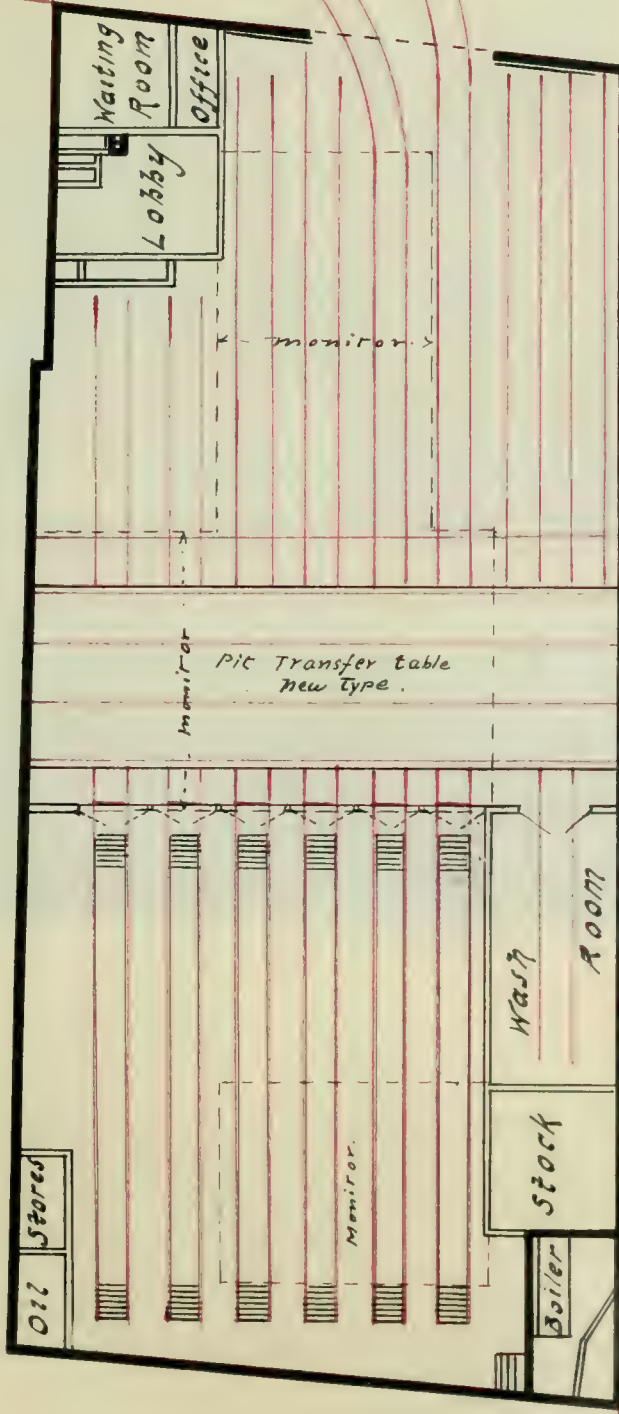 Waiting
Room
Office
Lobby
monitor
monitor
Pit Transfer table
New Type.
Wash
Room
Monitor.
Stock
Stores
Oil
Boiler